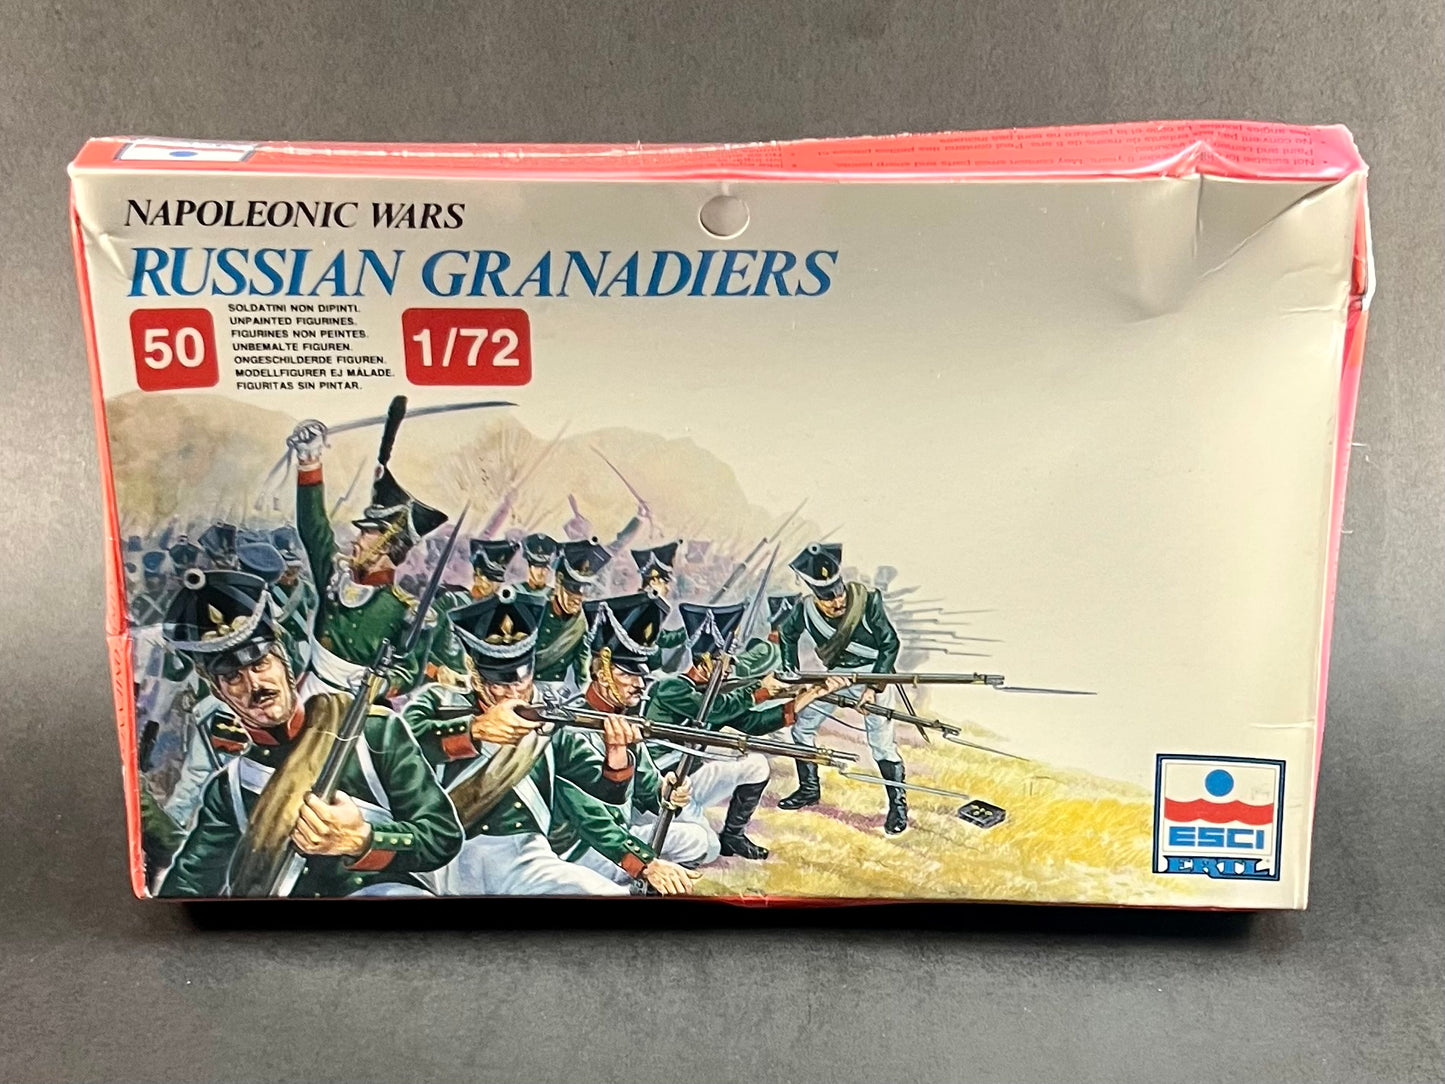 NAPOLEONIC WARS
RUSSIAN GRANADIERS
50
SOLDATINI NON DIPINTI.
UNPAINTED FIGURINES.
FIGURINES NON PEINTES.
UNBEMALTE FIGUREN.
ONGESCHILDERDE FIGUREN.
MODELLFIGURER EJ MÅLADE.
FIGURITAS SIN PINTAR.
1/72
ESCI
ERTL